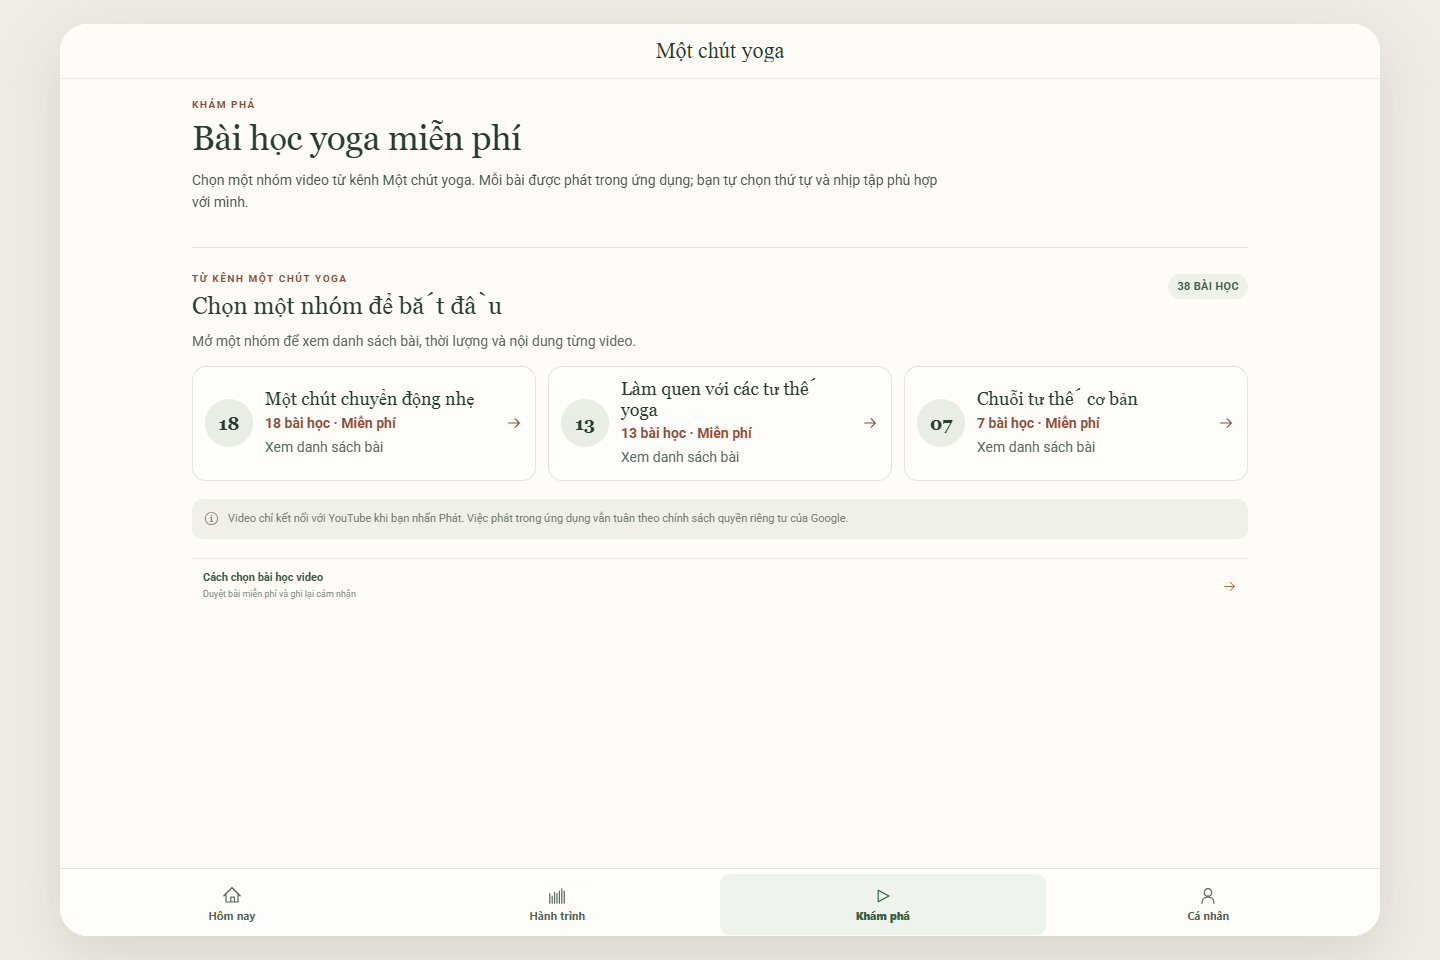 Một chút yoga
KHÁM PHÁ
Bài học yoga miễn phí
Chọn một nhóm video từ kênh Một chút yoga. Mỗi bài được phát trong ứng dụng; bạn tự chọn thứ tự và nhịp tập phù hợp
với mình.
TỪ KÊNH MỘT CHÚT YOGA
38 BÀI HỌC
Chọn một nhóm để bắt đầu
Mở một nhóm để xem danh sách bài, thời lượng và nội dung từng video.
18
Một chút chuyển động nhẹ
18 bài học · Miễn phí
Xem danh sách bài
13
Làm quen với các tư thế
yoga
13 bài học · Miễn phí
Xem danh sách bài
07
Chuỗi tư thế cơ bản
7 bài học · Miễn phí
Xem danh sách bài
Video chỉ kết nối với YouTube khi bạn nhấn Phát. Việc phát trong ứng dụng vẫn tuân theo chính sách quyền riêng tư của Google.
Cách chọn bài học video
Duyệt bài miễn phí và ghi lại cảm nhận
Hôm nay
Hành trình
Khám phá
Cá nhân